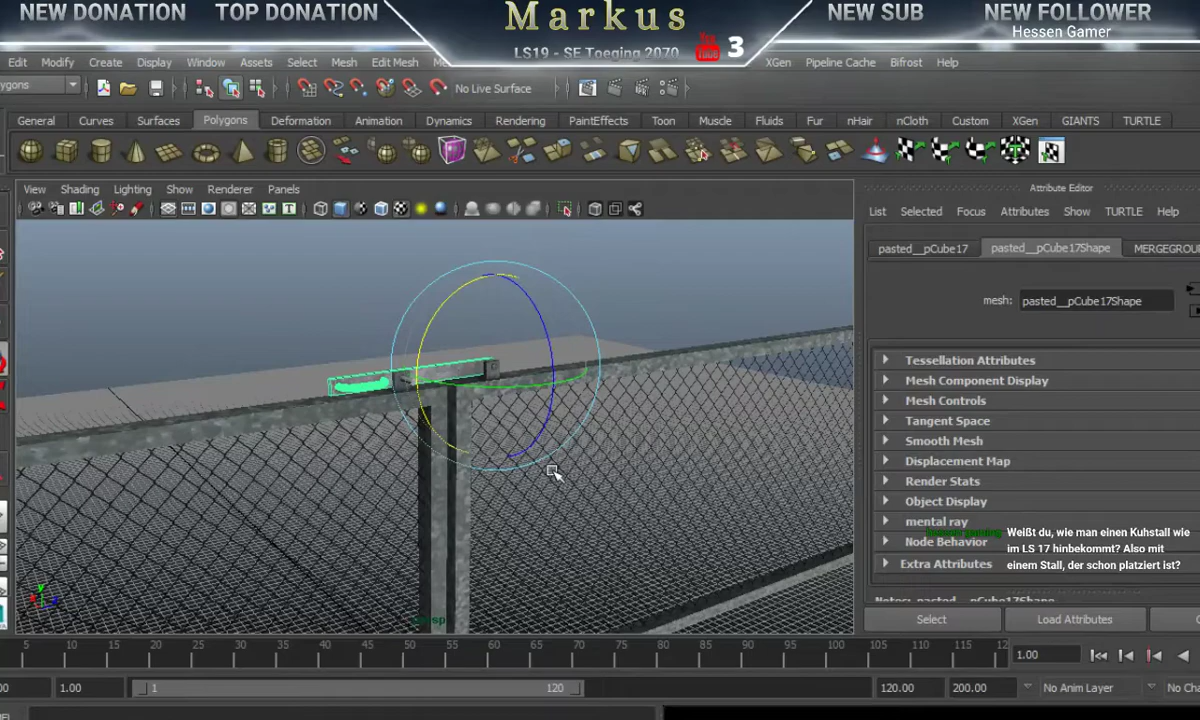 NEW DONATION
TOP DONATION
Markus
NEW SUB
NEW FOLLOWER
Hessen Gamer
LS19 - SE Toeging 2070
You Tube
3
Edit Modify Create Display Window Assets Select Mesh Edit Mesh XGen Pipeline Cache Bifrost Help
No Live Surface
General Curves Surfaces Polygons Deformation Animation Dynamics Rendering PaintEffects Toon Muscle Fluids Fur nHair nCloth Custom XGen GIANTS TURTLE
View Shading Lighting Show Renderer Panels
Attribute Editor
List Selected Focus Attributes Show TURTLE Help
pasted__pCube17 pasted__pCube17Shape MERGEGROU
mesh: pasted__pCube17Shape
Tessellation Attributes
Mesh Component Display
Mesh Controls
Tangent Space
Smooth Mesh
Displacement Map
Render Stats
Object Display
mental ray
Node Behavior
Extra Attributes
Weißt du, wie man einen Kuhstall wie
im LS 17 hinbekommt? Also mit
einem Stall, der schon platziert ist?
Notes: pasted__pCube17Shape
Select Load Attributes
persp
5 10 15 20 25 30 35 40 45 50 55 60 65 70 75 80 85 90 95 100 105 110 115 12
1.00
1.00 1 120 120.00 200.00 No Anim Layer No Cha